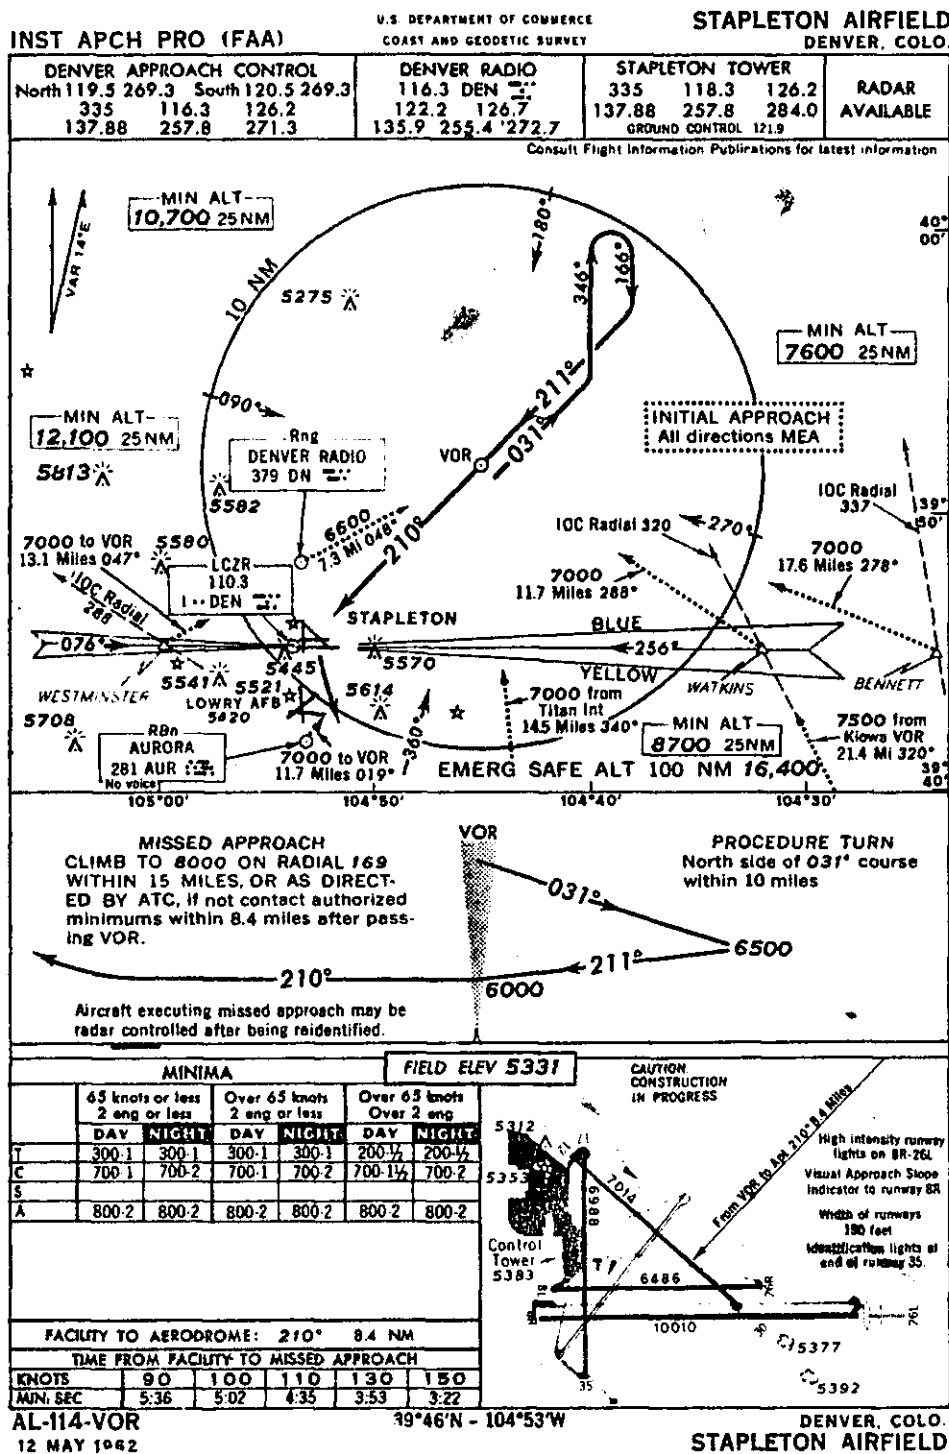 INST APCH PRO (FAA)
U.S. DEPARTMENT OF COMMERCE
COAST AND GEODETIC SURVEY
STAPLETON AIRFIELD
DENVER, COLO.
DENVER APPROACH CONTROL
North 119.5 269.3 South 120.5 269.3
335 116.3 126.2
137.88 257.8 271.3
DENVER RADIO
116.3 DEN
122.2 126.7
135.9 255.4 272.7
STAPLETON TOWER
335 118.3 126.2
137.88 257.8 284.0
GROUND CONTROL 121.9
RADAR
AVAILABLE
Consult Flight Information Publications for latest information
VAR 14°E
MIN ALT
10,700 25 NM
10 NM
5275
180°
346°
166°
40°
00'
MIN ALT
7600 25 NM
090°
211°
031°
MIN ALT
12,100 25 NM
5813
5582
Rng
DENVER RADIO
379 DN
VOR
INITIAL APPROACH
All directions MEA
IOC Radial
337
39°
50'
6600
7.3 Mi 048°
210°
IOC Radial 320
270°
7000 to VOR
13.1 Miles 047°
5580
IOC Radial
288
LCZR
110.3
I DEN
STAPLETON
7000
11.7 Miles 288°
7000
17.6 Miles 278°
BLUE
076°
256°
YELLOW
WESTMINSTER
5541
5445
5570
5521
LOWRY AFB
5420
5614
WATKINS
BENNETT
5708
RBn
AURORA
281 AUR
No voice
7000 to VOR
11.7 Miles 019°
360°
7000 from
Titan Int
14.5 Miles 340°
MIN ALT
8700 25 NM
7500 from
Kiowa VOR
21.4 Mi 320°
EMERG SAFE ALT 100 NM 16,400
39°
40'
105°00'
104°50'
104°40'
104°30'
MISSED APPROACH
CLIMB TO 8000 ON RADIAL 169
WITHIN 15 MILES, OR AS DIRECT-
ED BY ATC, if not contact authorized
minimums within 8.4 miles after pass-
ing VOR.
VOR
PROCEDURE TURN
North side of 031° course
within 10 miles
031°
6500
211°
210°
6000
Aircraft executing missed approach may be
radar controlled after being reidentified.
MINIMA
FIELD ELEV 5331
65 knots or less
2 eng or less
Over 65 knots
2 eng or less
Over 65 knots
Over 2 eng
DAY NIGHT DAY NIGHT DAY NIGHT
T 300-1 300-1 300-1 300-1 200-½ 200-½
C 700-1 700-2 700-1 700-2 700-1½ 700-2
S
A 800-2 800-2 800-2 800-2 800-2 800-2
CAUTION
CONSTRUCTION
IN PROGRESS
5312
5353
7014
6988
From VOR to Apt 210° 8.4 Miles
High intensity runway
lights on 8R-26L
Visual Approach Slope
Indicator to runway 8R
Width of runways
150 feet
Identification lights at
end of runway 35.
Control
Tower
5383
T
6486
26R
10010
26L
30
35
5377
5392
FACILITY TO AERODROME: 210° 8.4 NM
TIME FROM FACILITY TO MISSED APPROACH
KNOTS 90 100 110 130 150
MIN: SEC 5:36 5:02 4:35 3:53 3:22
AL-114-VOR
12 MAY 1962
39°46'N - 104°53'W
DENVER, COLO.
STAPLETON AIRFIELD